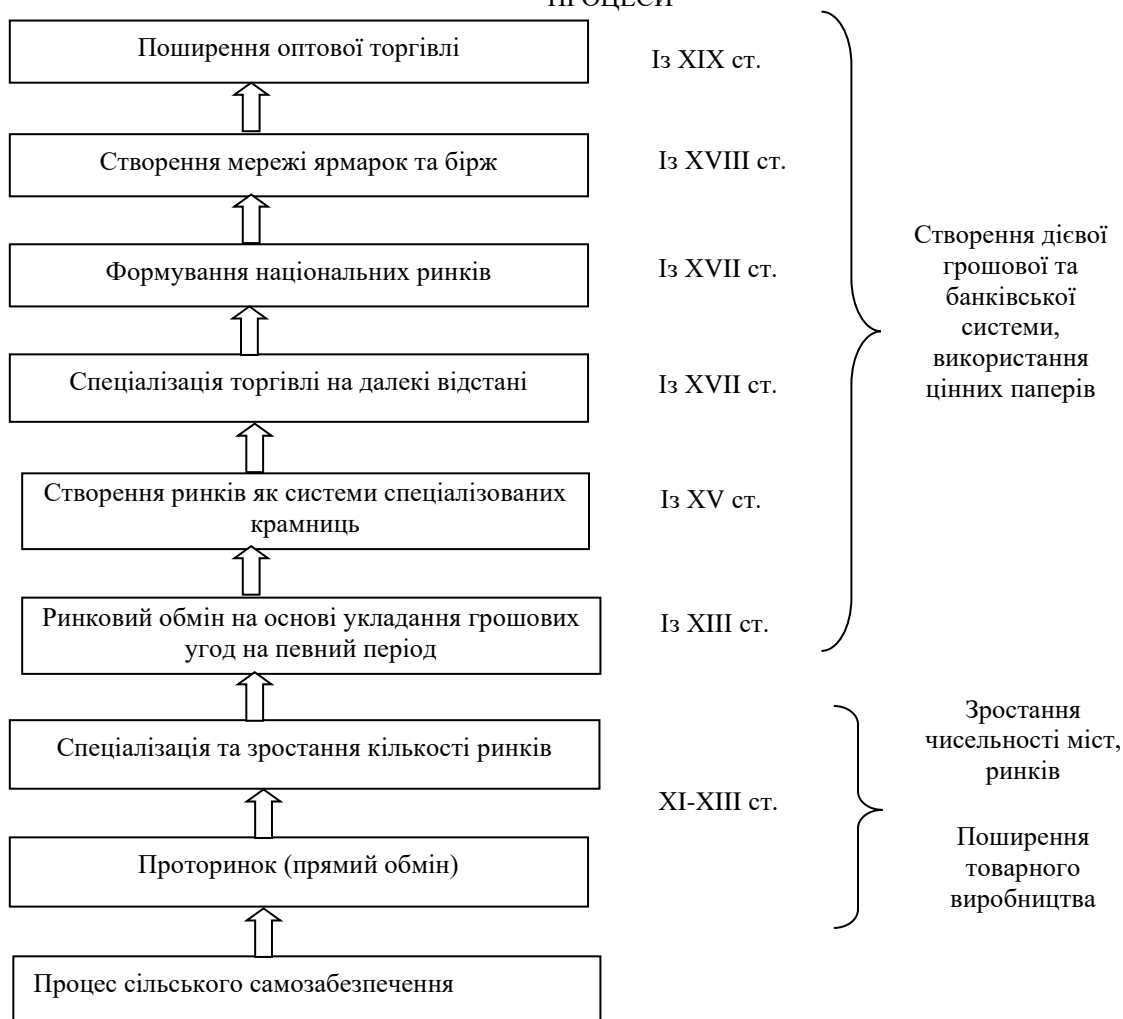 ПРОЦЕСИ
Поширення оптової торгівлі
Із XIX ст.
Створення мережі ярмарок та бірж
Із XVIII ст.
Формування національних ринків
Із XVII ст.
Спеціалізація торгівлі на далекі відстані
Із XVII ст.
Створення ринків як системи спеціалізованих
крамниць
Із XV ст.
Ринковий обмін на основі укладання грошових
угод на певний період
Із XIII ст.
Створення дієвої
грошової та
банківської
системи,
використання
цінних паперів
Спеціалізація та зростання кількості ринків
XI-XIII ст.
Проторинок (прямий обмін)
Зростання
чисельності міст,
ринків
Поширення
товарного
виробництва
Процес сільського самозабезпечення